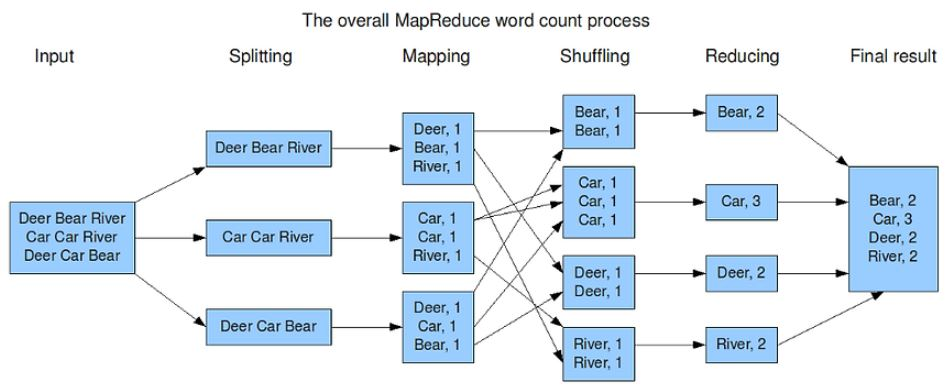 The overall MapReduce word count process
Input
Splitting
Mapping
Shuffling
Reducing
Final result
Deer Bear River
Car Car River
Deer Car Bear
Deer Bear River
Car Car River
Deer Car Bear
Deer, 1
Bear, 1
River, 1
Car, 1
Car, 1
River, 1
Deer, 1
Car, 1
Bear, 1
Bear, 1
Bear, 1
Car, 1
Car, 1
Car, 1
Deer, 1
Deer, 1
River, 1
River, 1
Bear, 2
Car, 3
Deer, 2
River, 2
Bear, 2
Car, 3
Deer, 2
River, 2